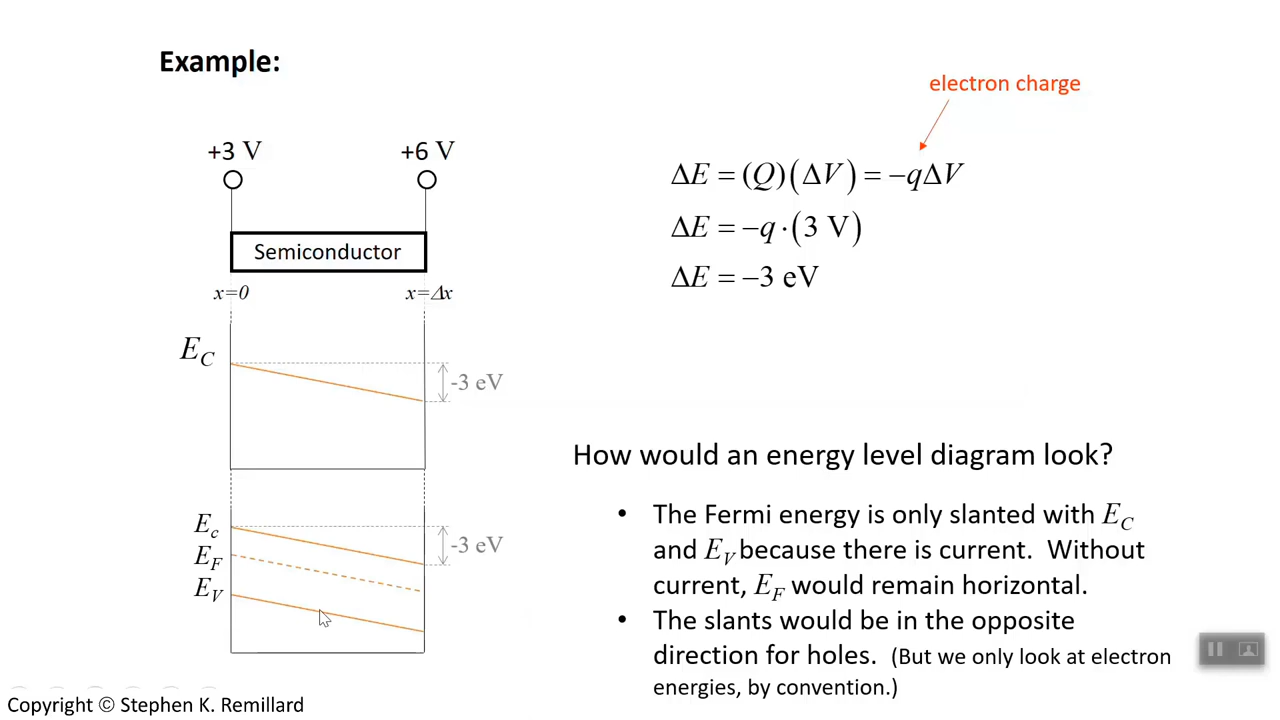 Example:
electron charge
+3 V
+6 V
Semiconductor
x=0
x=Δx
E_C
-3 eV
E_c
E_F
E_V
-3 eV
ΔE = (Q)(ΔV) = −qΔV
ΔE = −q · (3 V)
ΔE = −3 eV
How would an energy level diagram look?
• The Fermi energy is only slanted with E_C
and E_V because there is current. Without
current, E_F would remain horizontal.
• The slants would be in the opposite
direction for holes. (But we only look at electron
energies, by convention.)
Copyright © Stephen K. Remillard